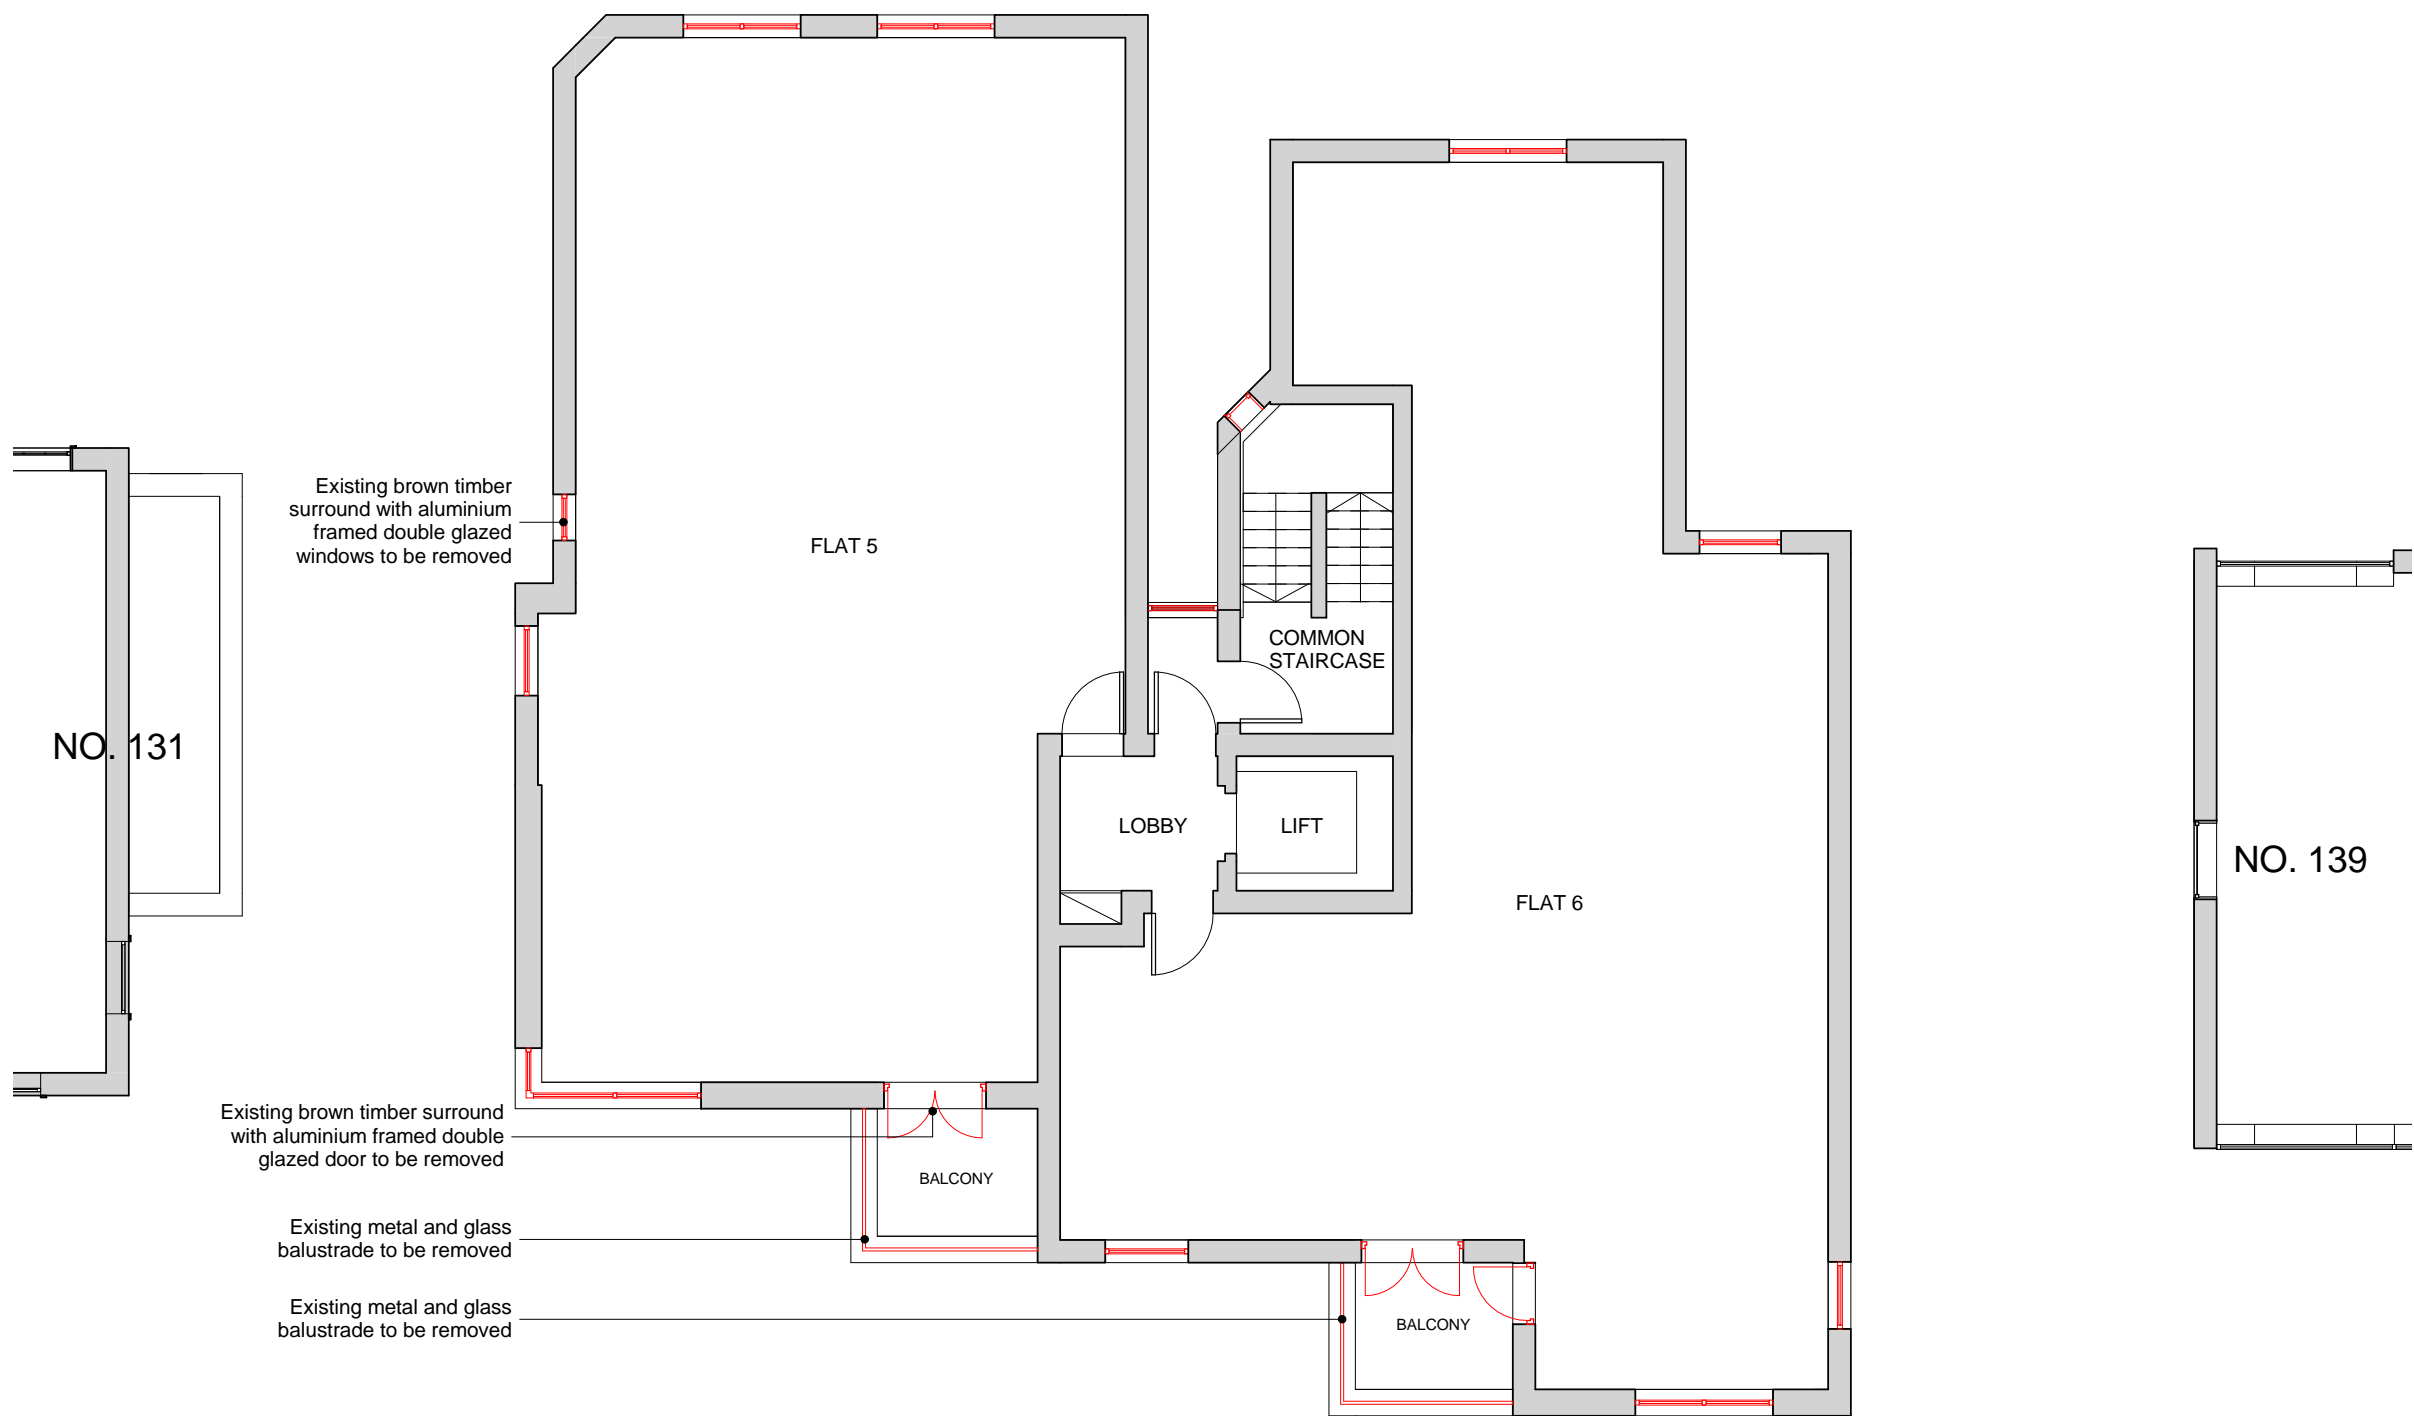 Existing brown timber
surround with aluminium
framed double glazed
windows to be removed
FLAT 5
COMMON
STAIRCASE
NO. 131
LOBBY
LIFT
NO. 139
FLAT 6
Existing brown timber surround
with aluminium framed double
glazed door to be removed
BALCONY
Existing metal and glass
balustrade to be removed
Existing metal and glass
balustrade to be removed
BALCONY